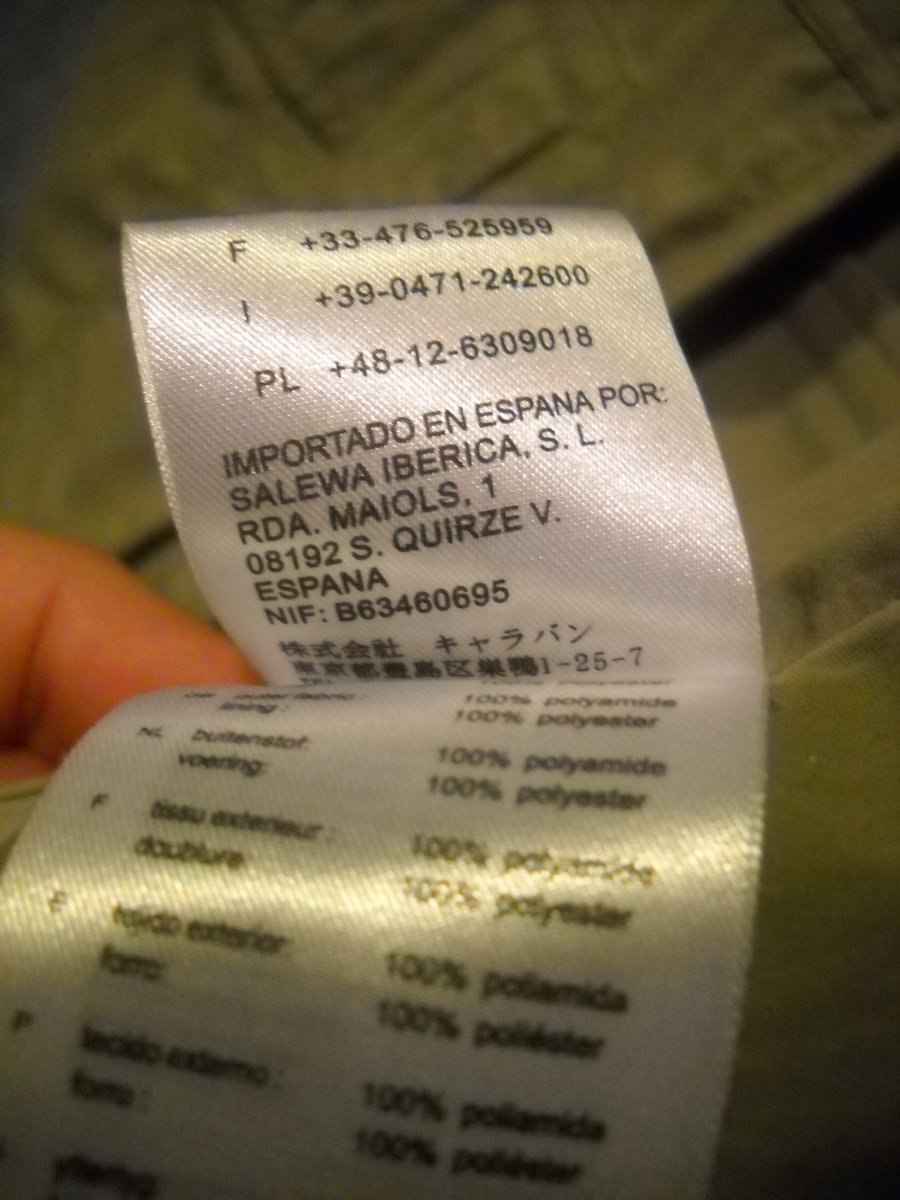 F +33-476-525959
I +39-0471-242600
PL +48-12-6309018
IMPORTADO EN ESPANA POR:
SALEWA IBERICA, S. L.
RDA. MAIOLS, 1
08192 S. QUIRZE V.
ESPANA
NIF: B63460695
株式会社 キャラバン
東京都豊島区巣鴨1-25-7
outer fabric: 100% polyamide
lining: 100% polyester
NL buitenstof: 100% polyamide
voering: 100% polyester
F tissu exterieur: 100% polyamide
doublure 100% polyester
E tejido exterior: 100% poliamida
forro: 100% poliéster
P tecido externo: 100% poliamida
forro: 100% poliéster